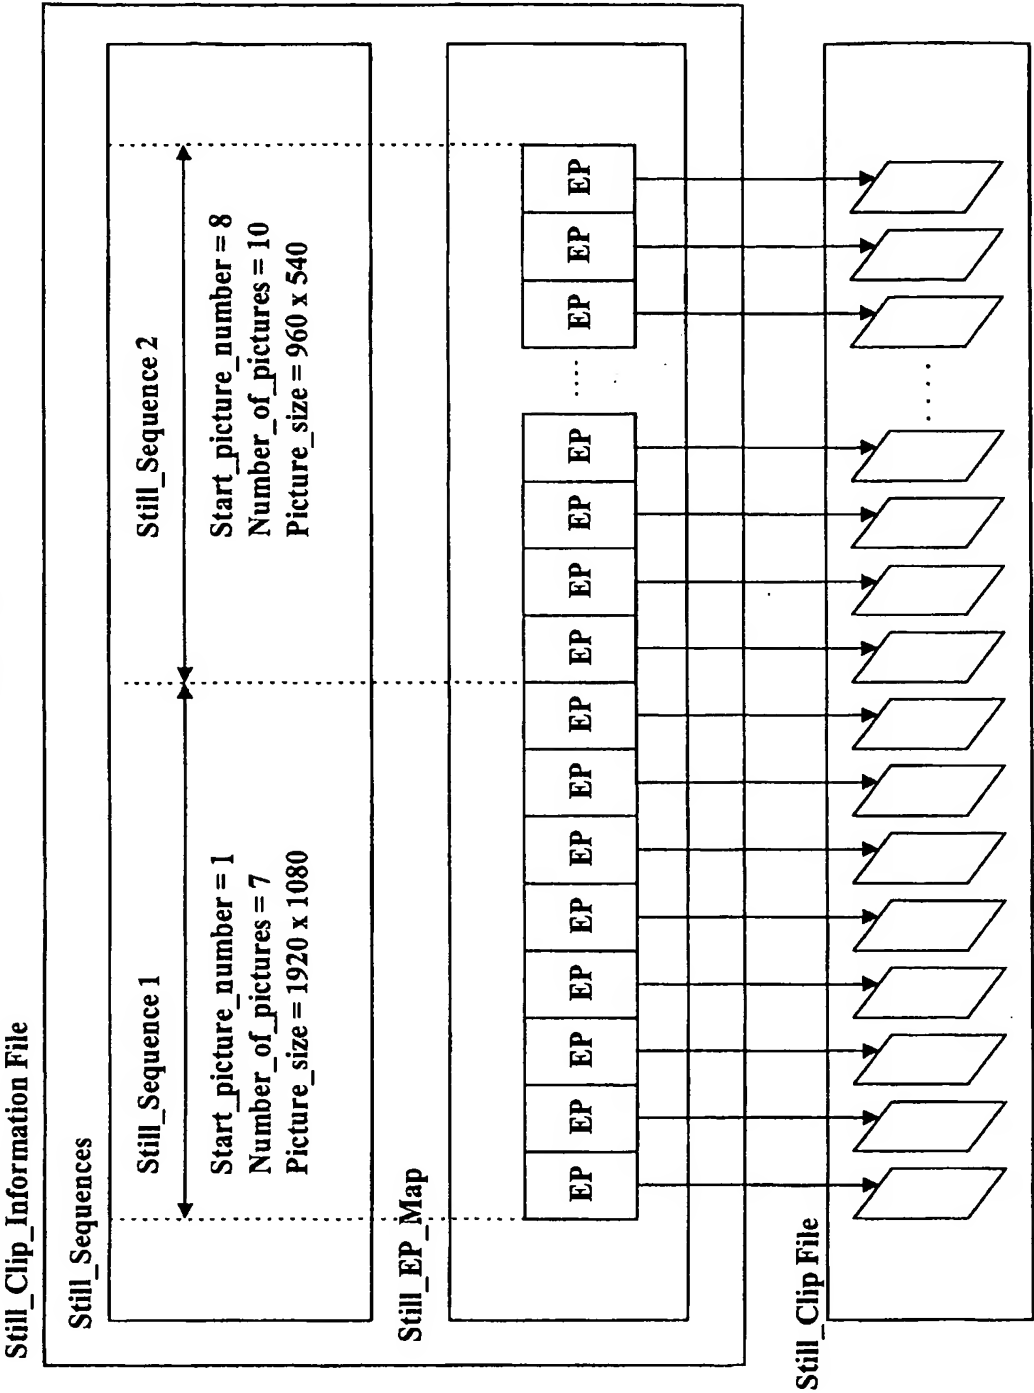 Still_Clip_Information File
Still_Sequences
Still_Sequence 1
Start_picture_number = 1
Number_of_pictures = 7
Picture_size = 1920 x 1080
Still_Sequence 2
Start_picture_number = 8
Number_of_pictures = 10
Picture_size = 960 x 540
Still_EP_Map
EP EP EP EP EP EP EP EP EP EP EP EP ..... EP EP EP
Still_Clip File
.....